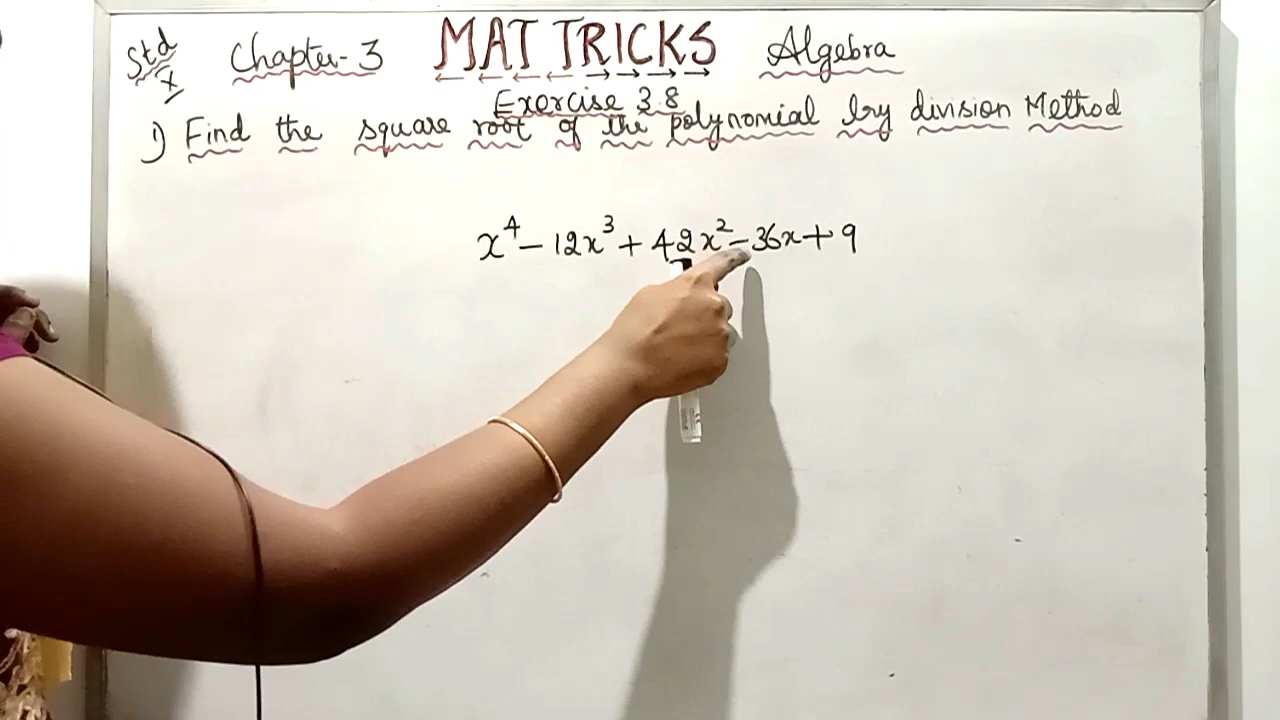 Std X Chapter-3 MAT TRICKS Algebra
Exercise 3.8
1) Find the square root of the polynomial by division Method
x⁴ - 12x³ + 42x² - 36x + 9